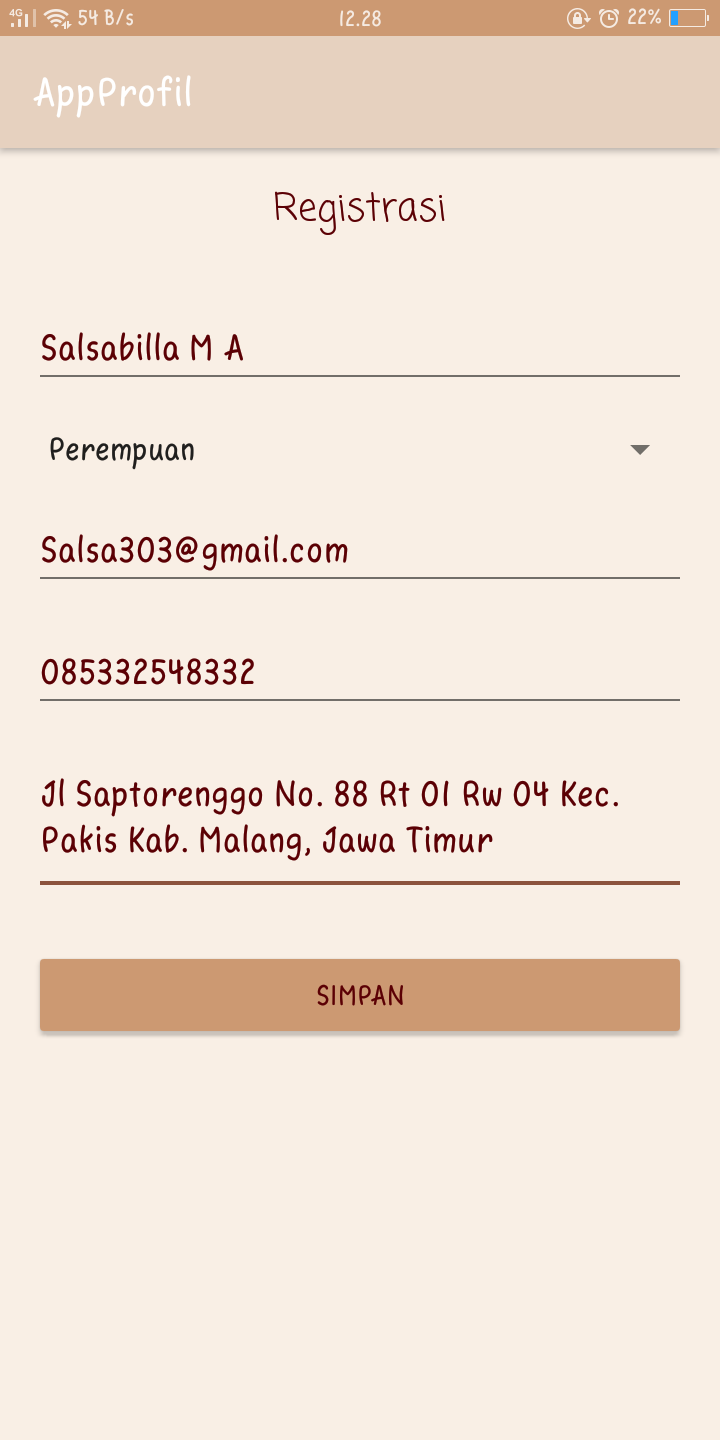 4G 54 B/s 12.28 22%
AppProfil
Registrasi
Salsabilla M A
Perempuan
Salsa303@gmail.com
085332548332
Jl Saptorenggo No. 88 Rt 01 Rw 04 Kec.
Pakis Kab. Malang, Jawa Timur
SIMPAN